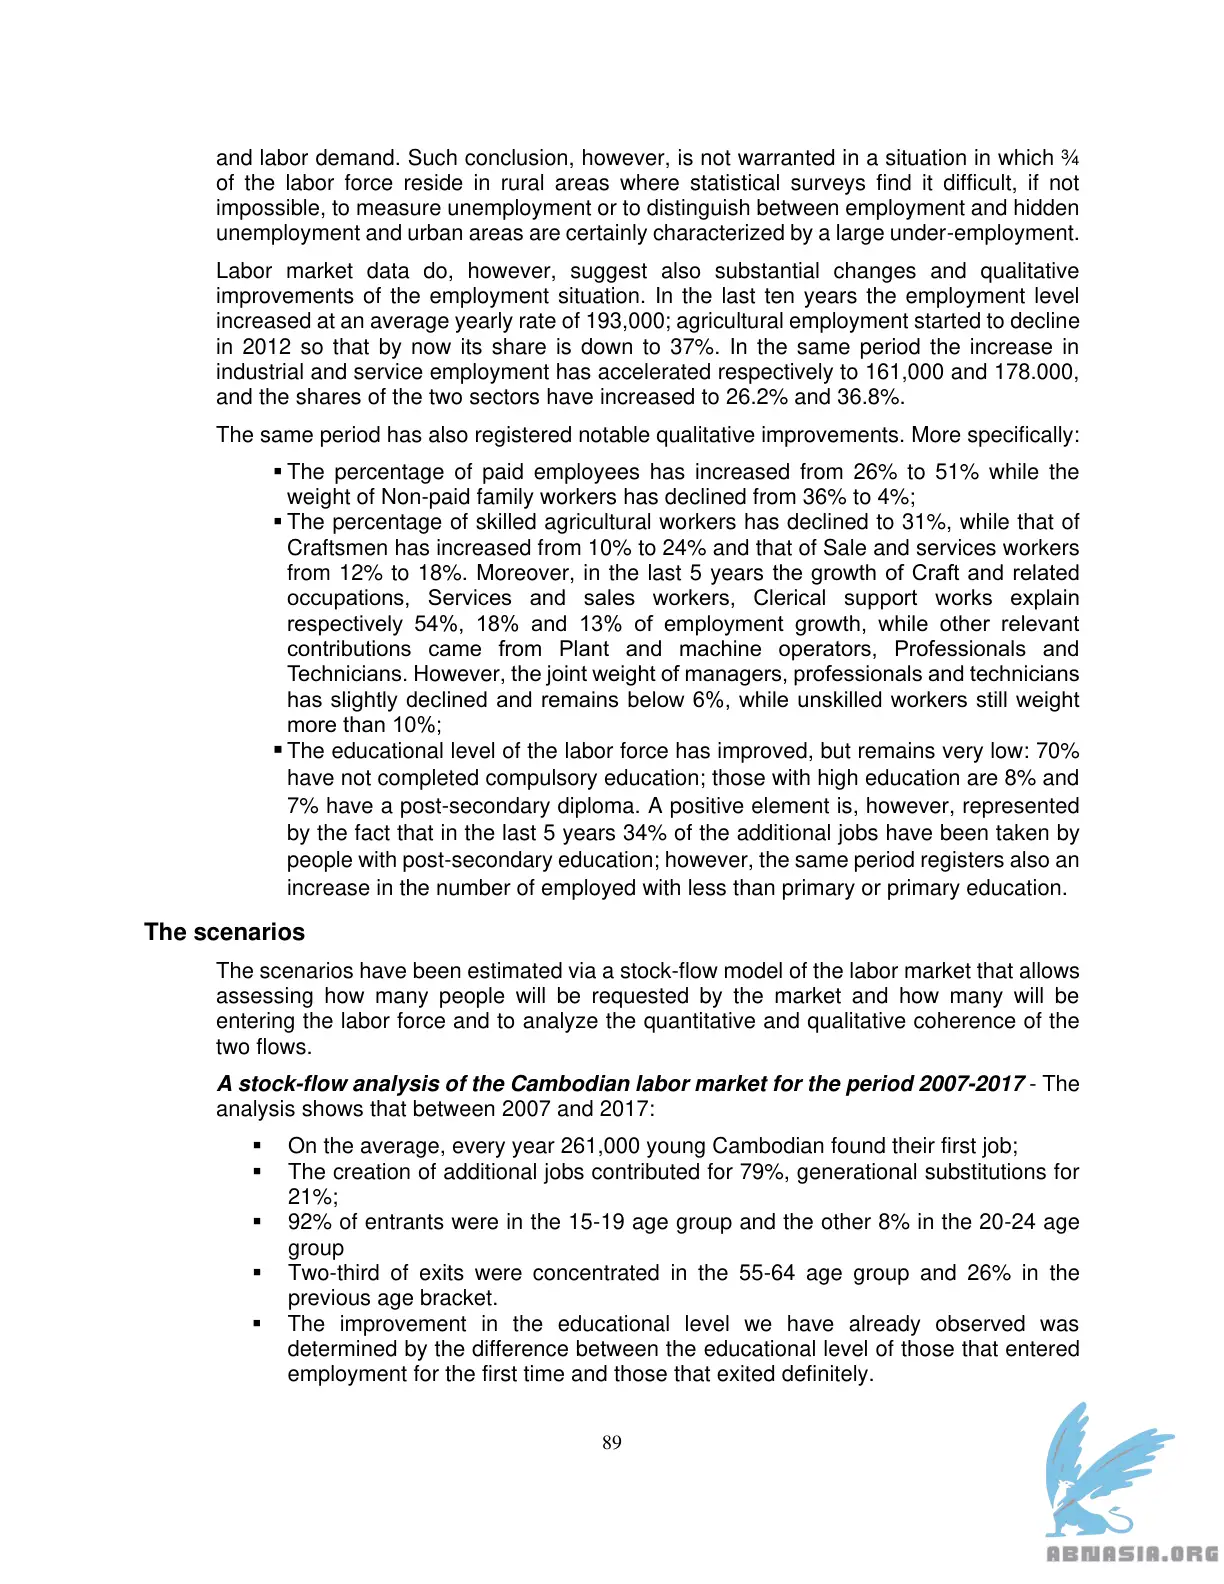 and labor demand. Such conclusion, however, is not warranted in a situation in which ¾
of the labor force reside in rural areas where statistical surveys find it difficult, if not
impossible, to measure unemployment or to distinguish between employment and hidden
unemployment and urban areas are certainly characterized by a large under-employment.
Labor market data do, however, suggest also substantial changes and qualitative
improvements of the employment situation. In the last ten years the employment level
increased at an average yearly rate of 193,000; agricultural employment started to decline
in 2012 so that by now its share is down to 37%. In the same period the increase in
industrial and service employment has accelerated respectively to 161,000 and 178.000,
and the shares of the two sectors have increased to 26.2% and 36.8%.
The same period has also registered notable qualitative improvements. More specifically:
▪ The percentage of paid employees has increased from 26% to 51% while the
weight of Non-paid family workers has declined from 36% to 4%;
▪ The percentage of skilled agricultural workers has declined to 31%, while that of
Craftsmen has increased from 10% to 24% and that of Sale and services workers
from 12% to 18%. Moreover, in the last 5 years the growth of Craft and related
occupations, Services and sales workers, Clerical support works explain
respectively 54%, 18% and 13% of employment growth, while other relevant
contributions came from Plant and machine operators, Professionals and
Technicians. However, the joint weight of managers, professionals and technicians
has slightly declined and remains below 6%, while unskilled workers still weight
more than 10%;
▪ The educational level of the labor force has improved, but remains very low: 70%
have not completed compulsory education; those with high education are 8% and
7% have a post-secondary diploma. A positive element is, however, represented
by the fact that in the last 5 years 34% of the additional jobs have been taken by
people with post-secondary education; however, the same period registers also an
increase in the number of employed with less than primary or primary education.
The scenarios
The scenarios have been estimated via a stock-flow model of the labor market that allows
assessing how many people will be requested by the market and how many will be
entering the labor force and to analyze the quantitative and qualitative coherence of the
two flows.
A stock-flow analysis of the Cambodian labor market for the period 2007-2017 - The
analysis shows that between 2007 and 2017:
▪ On the average, every year 261,000 young Cambodian found their first job;
▪ The creation of additional jobs contributed for 79%, generational substitutions for
21%;
▪ 92% of entrants were in the 15-19 age group and the other 8% in the 20-24 age
group
▪ Two-third of exits were concentrated in the 55-64 age group and 26% in the
previous age bracket.
▪ The improvement in the educational level we have already observed was
determined by the difference between the educational level of those that entered
employment for the first time and those that exited definitely.
89
ABNASIA.ORG